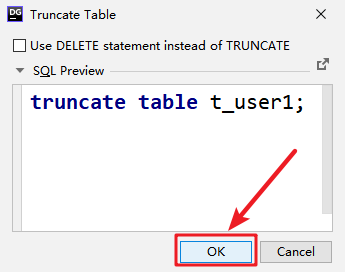 DG Truncate Table
Use DELETE statement instead of TRUNCATE
SQL Preview
truncate table t_user1;
OK Cancel